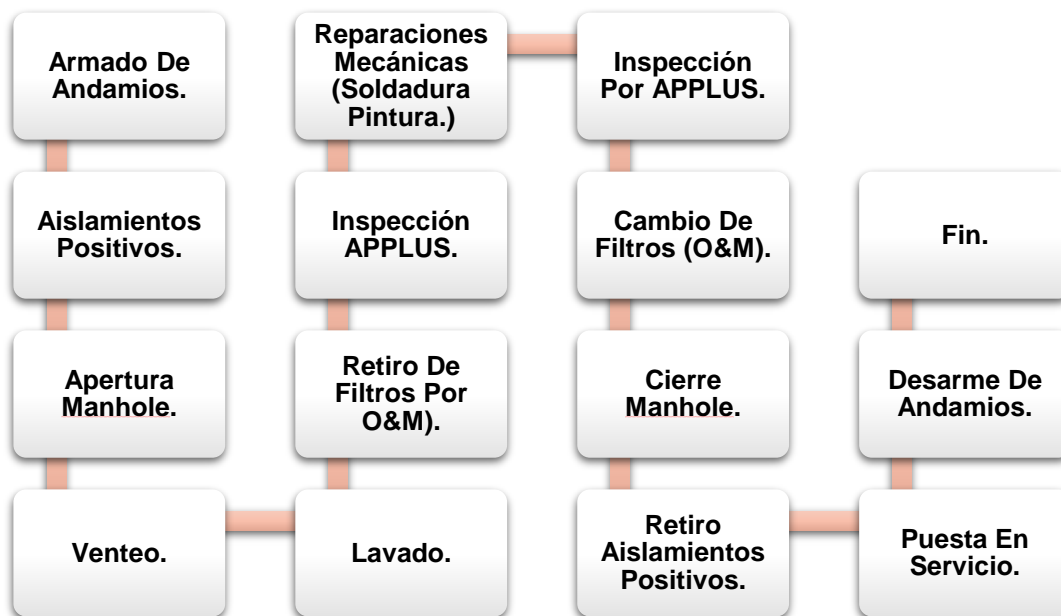 Armado De
Andamios.
Aislamientos
Positivos.
Apertura
Manhole.
Venteo.
Lavado.
Retiro De
Filtros Por
O&M).
Inspección
APPLUS.
Reparaciones
Mecánicas
(Soldadura
Pintura.)
Inspección
Por APPLUS.
Cambio De
Filtros (O&M).
Cierre
Manhole.
Retiro
Aislamientos
Positivos.
Puesta En
Servicio.
Desarme De
Andamios.
Fin.